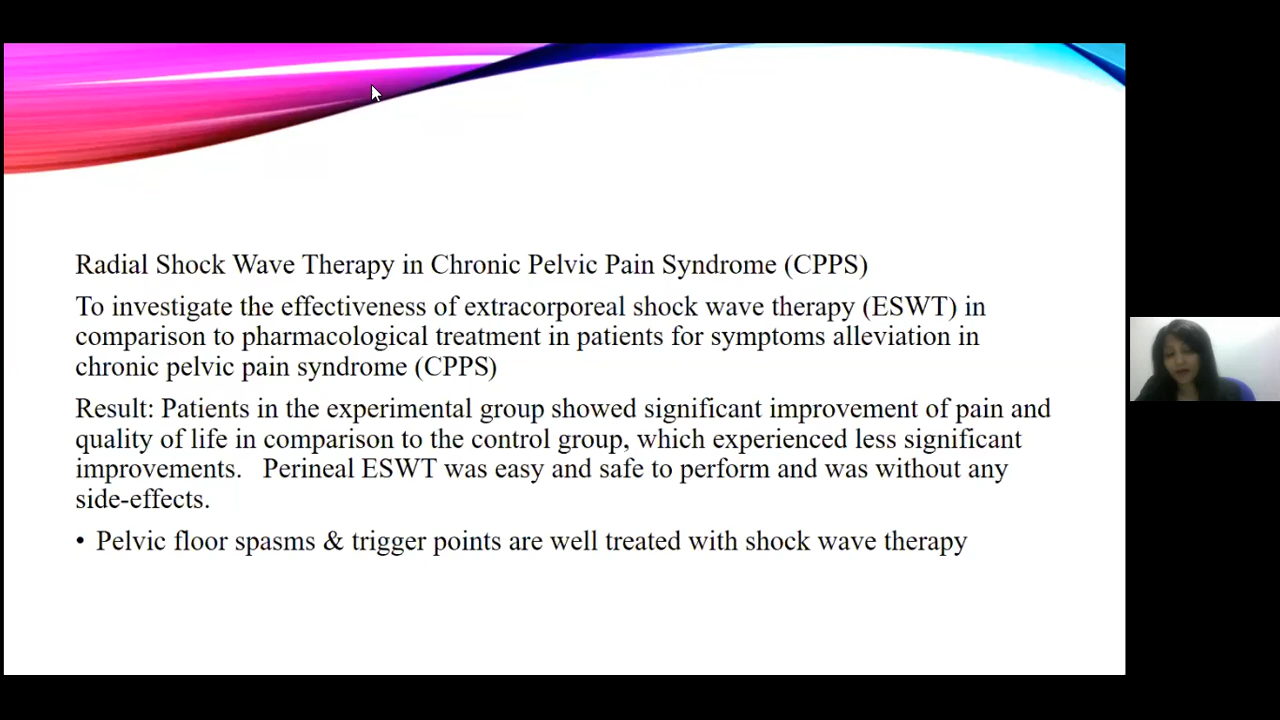 Radial Shock Wave Therapy in Chronic Pelvic Pain Syndrome (CPPS)
To investigate the effectiveness of extracorporeal shock wave therapy (ESWT) in
comparison to pharmacological treatment in patients for symptoms alleviation in
chronic pelvic pain syndrome (CPPS)
Result: Patients in the experimental group showed significant improvement of pain and
quality of life in comparison to the control group, which experienced less significant
improvements. Perineal ESWT was easy and safe to perform and was without any
side-effects.
• Pelvic floor spasms & trigger points are well treated with shock wave therapy